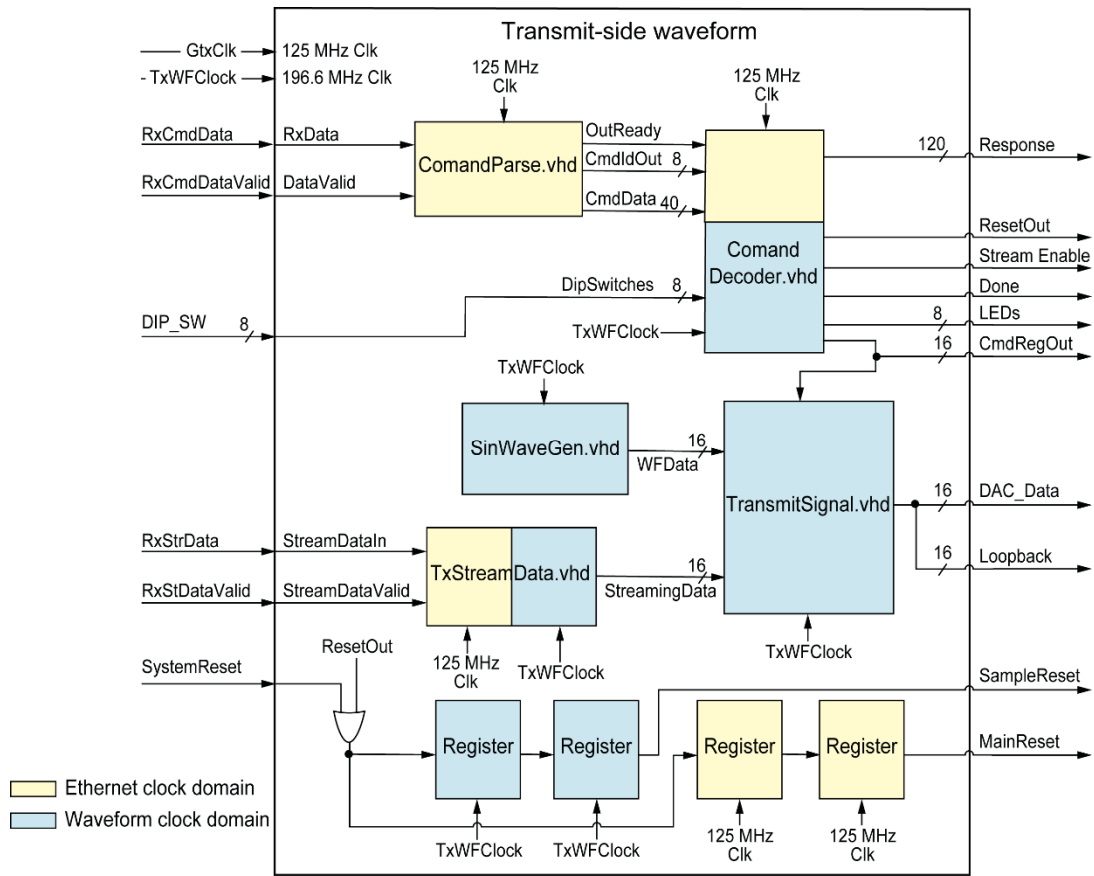 Transmit-side waveform
GtxClk
125 MHz Clk
- TxWFClock
196.6 MHz Clk
125 MHz
Clk
125 MHz
Clk
RxCmdData
RxData
ComandParse.vhd
OutReady
CmdIdOut 8
CmdData 40
120
Response
RxCmdDataValid
DataValid
Comand
Decoder.vhd
ResetOut
Stream Enable
Done
8
LEDs
16
CmdRegOut
DIP_SW
8
DipSwitches
8
TxWFClock
TxWFClock
SinWaveGen.vhd
16
WFData
TransmitSignal.vhd
16
DAC_Data
16
Loopback
RxStrData
StreamDataIn
RxStDataValid
StreamDataValid
TxStreamData.vhd
16
StreamingData
125 MHz
Clk
TxWFClock
TxWFClock
SystemReset
ResetOut
SampleReset
Register
Register
Register
Register
MainReset
TxWFClock
TxWFClock
125 MHz
Clk
125 MHz
Clk
Ethernet clock domain
Waveform clock domain